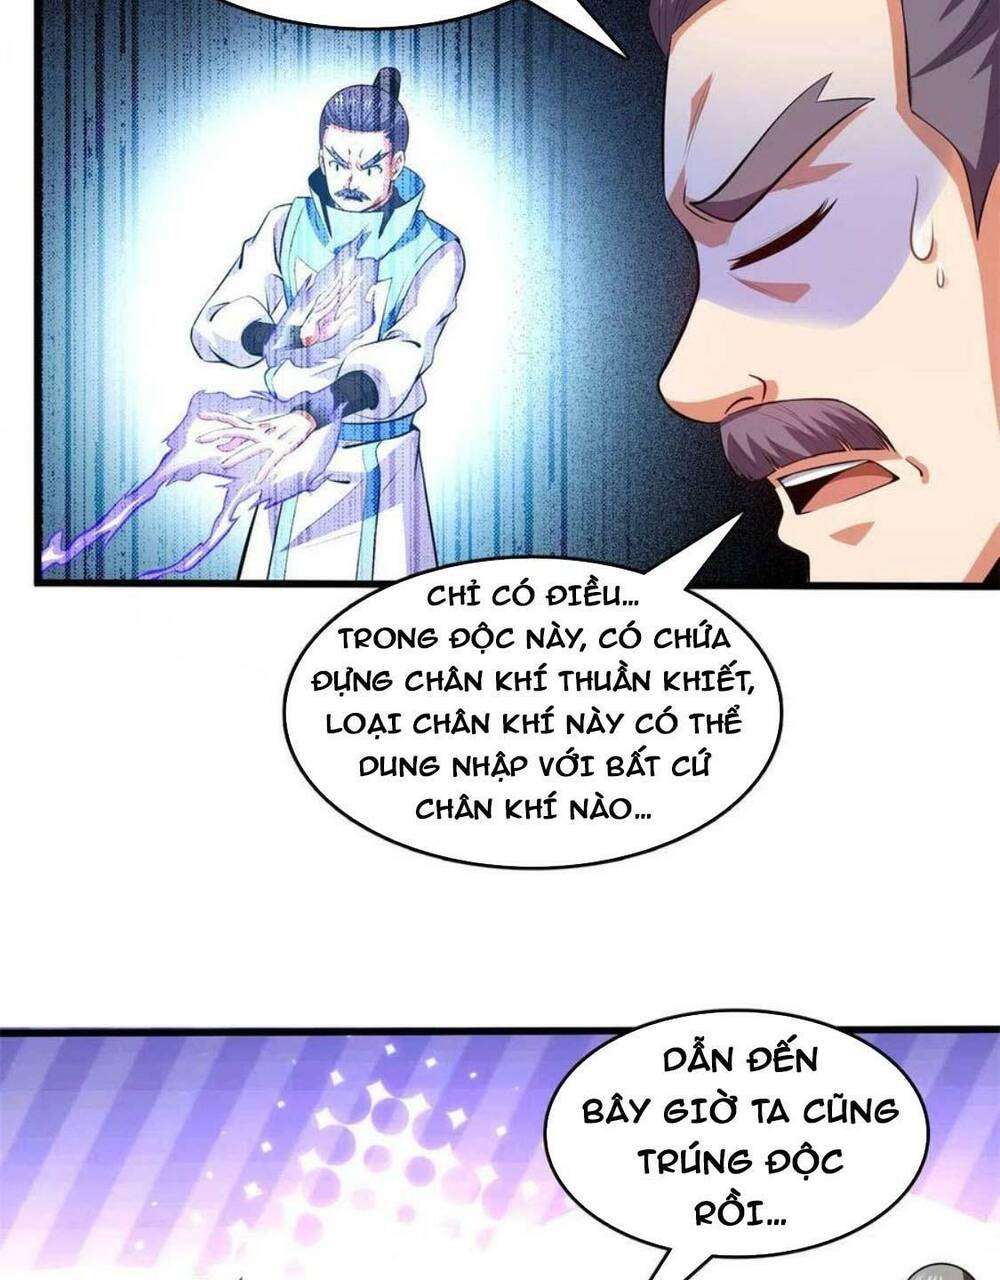 CHỈ CÓ ĐIỀU...
TRONG ĐỘC NÀY, CÓ CHỨA
ĐỰNG CHÂN KHÍ THUẦN KHIẾT,
LOẠI CHÂN KHÍ NÀY CÓ THỂ
DUNG NHẬP VỚI BẤT CỨ
CHÂN KHÍ NÀO...
DẪN ĐẾN
BÂY GIỜ TA CŨNG
TRÚNG ĐỘC
RỒI...